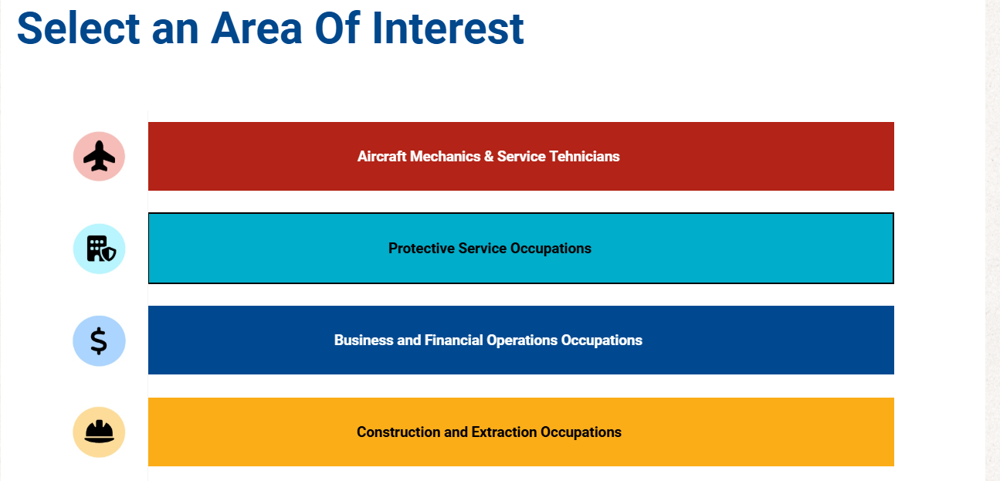 Select an Area Of Interest
Aircraft Mechanics & Service Tehnicians
Protective Service Occupations
Business and Financial Operations Occupations
Construction and Extraction Occupations